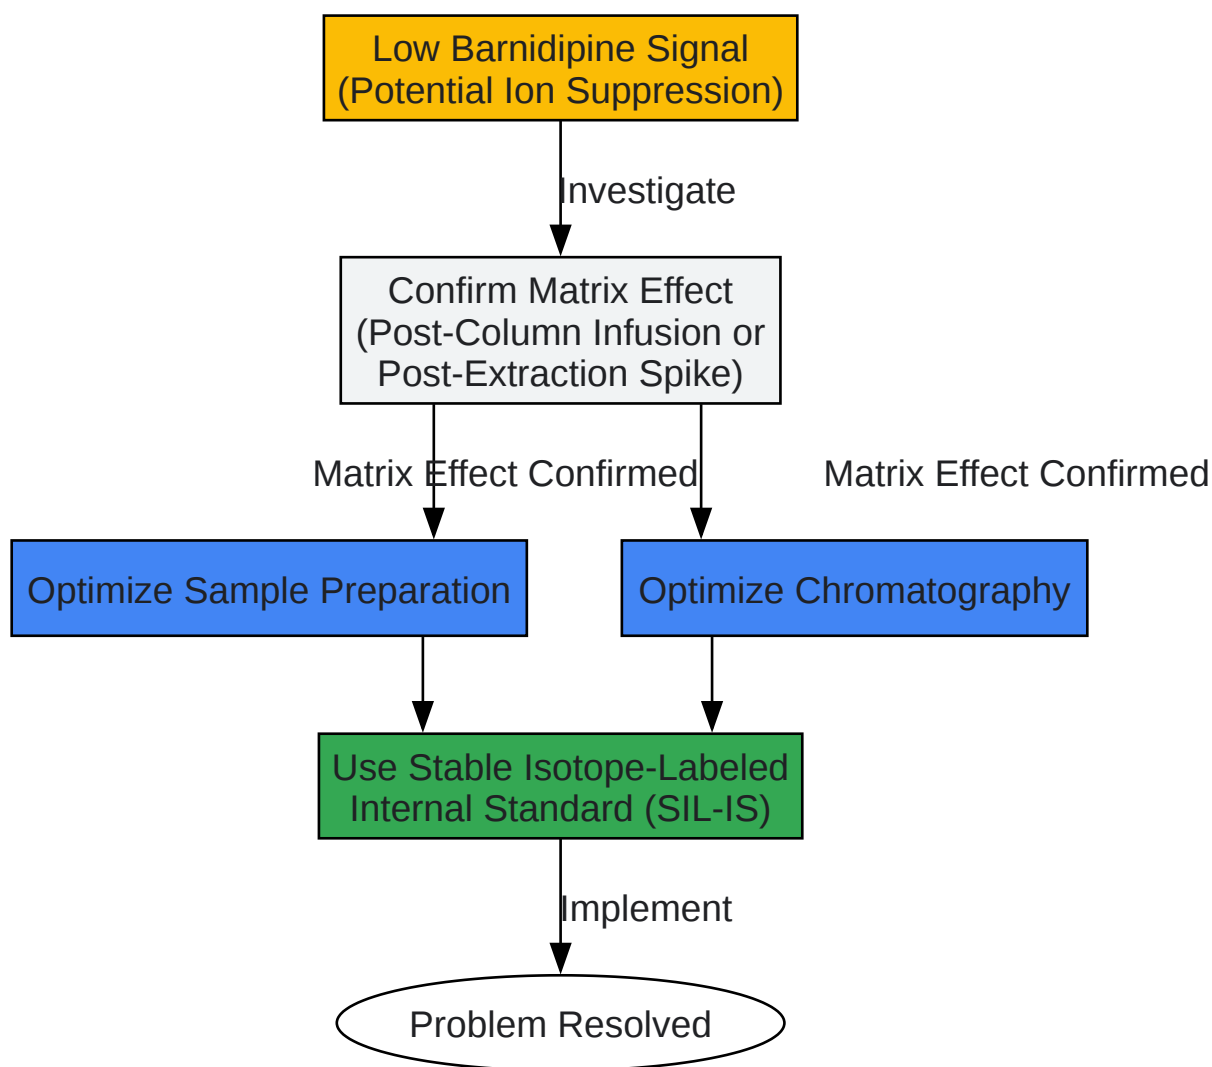 Low Barnidipine Signal
(Potential Ion Suppression)
Investigate
Confirm Matrix Effect
(Post-Column Infusion or
Post-Extraction Spike)
Matrix Effect Confirmed
Matrix Effect Confirmed
Optimize Sample Preparation
Optimize Chromatography
Use Stable Isotope-Labeled
Internal Standard (SIL-IS)
Implement
Problem Resolved